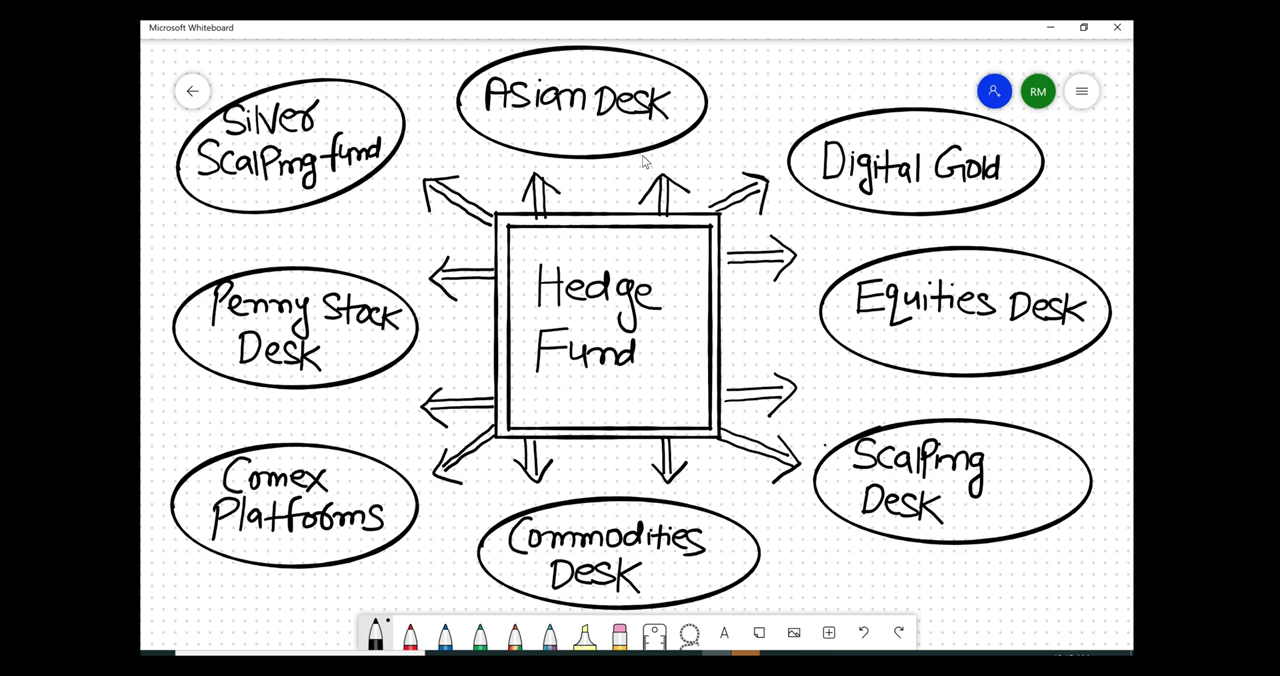 Microsoft Whiteboard
Asian Desk
Silver
Scalping fund
RM
Digital Gold
Hedge
Fund
Penny Stock
Desk
Equities Desk
Comex
Platforms
Scalping
Desk
Commodities
Desk
A